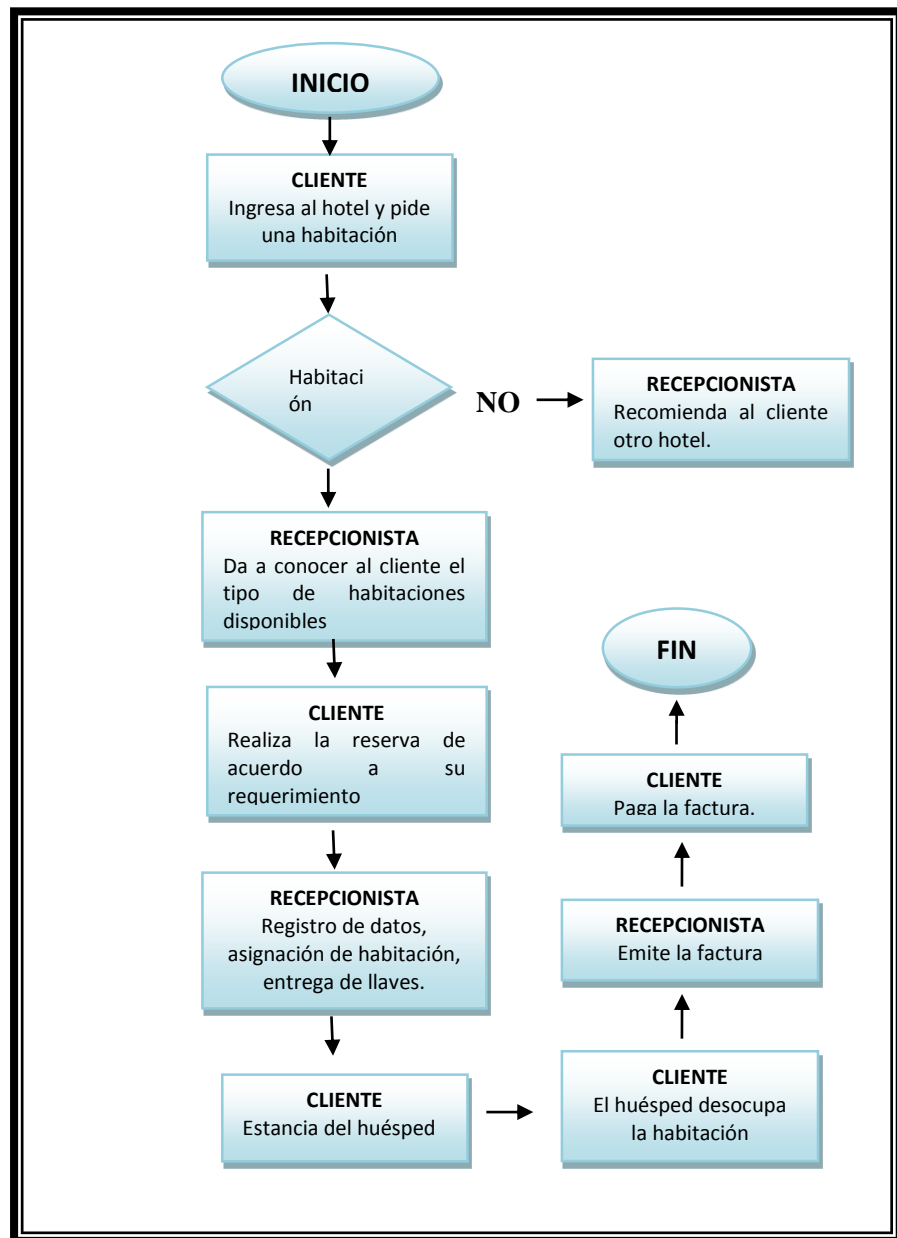 INICIO
CLIENTE
Ingresa al hotel y pide
una habitación
Habitaci
ón
NO
RECEPCIONISTA
Recomienda al cliente
otro hotel.
RECEPCIONISTA
Da a conocer al cliente el
tipo de habitaciones
disponibles
CLIENTE
Realiza la reserva de
acuerdo a su
requerimiento
RECEPCIONISTA
Registro de datos,
asignación de habitación,
entrega de llaves.
CLIENTE
Estancia del huésped
CLIENTE
El huésped desocupa
la habitación
RECEPCIONISTA
Emite la factura
CLIENTE
Paga la factura.
FIN